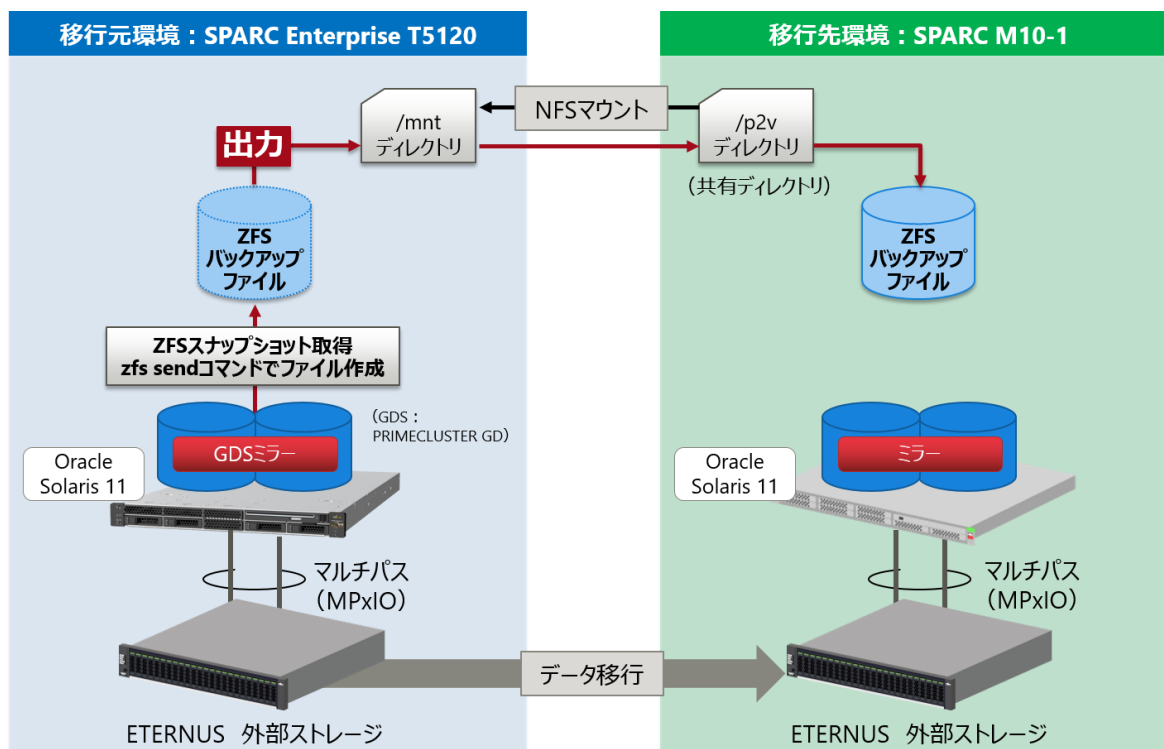 移行元環境：SPARC Enterprise T5120
移行先環境：SPARC M10-1
NFSマウント
/mnt
ディレクトリ
/p2v
ディレクトリ
出力
（共有ディレクトリ）
ZFS
バックアップ
ファイル
ZFS
バックアップ
ファイル
ZFSスナップショット取得
zfs sendコマンドでファイル作成
（GDS：
PRIMECLUSTER GD）
GDSミラー
ミラー
Oracle
Solaris 11
Oracle
Solaris 11
マルチパス
（MPxIO）
マルチパス
（MPxIO）
データ移行
ETERNUS 外部ストレージ
ETERNUS 外部ストレージ